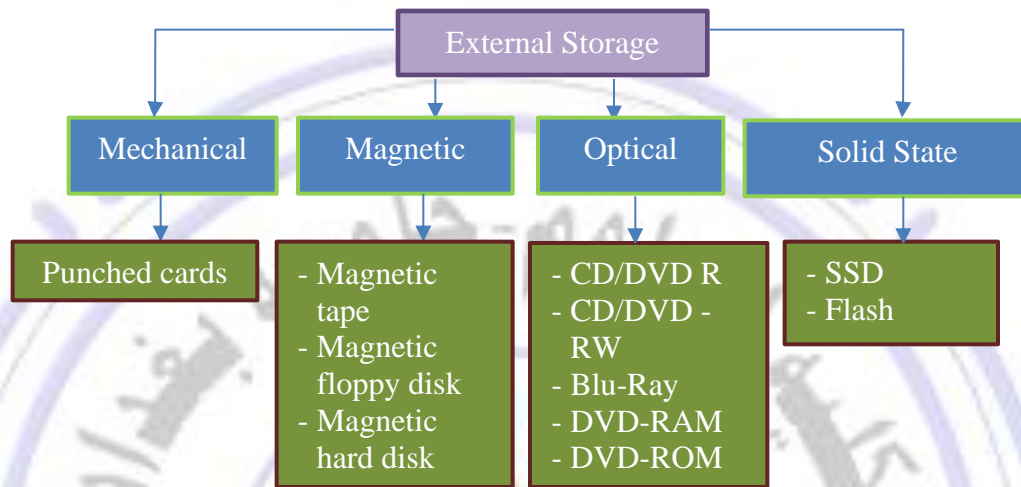 External Storage
Mechanical
Magnetic
Optical
Solid State
Punched cards
- Magnetic
tape
- Magnetic
floppy disk
- Magnetic
hard disk
- CD/DVD R
- CD/DVD -
RW
- Blu-Ray
- DVD-RAM
- DVD-ROM
- SSD
- Flash